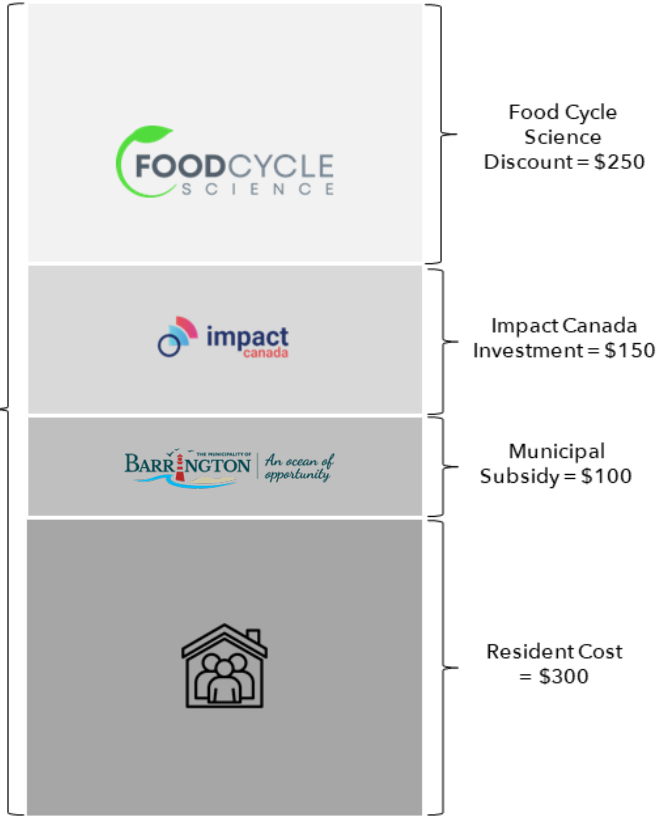 Food Cycle
Science
Discount = $250
FOODCYCLE
SCIENCE
Impact Canada
Investment = $150
impact
canada
Municipal
Subsidy = $100
THE MUNICIPALITY OF
BARRINGTON
An ocean of
opportunity
Resident Cost
= $300